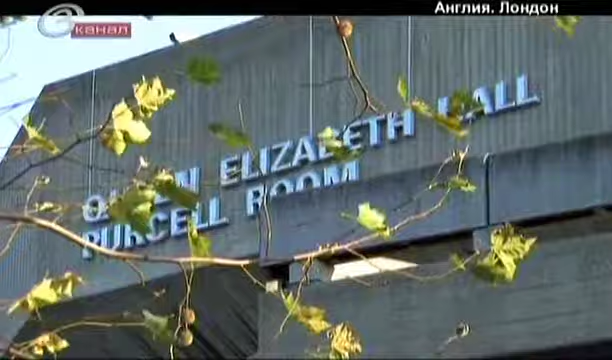 Англия. Лондон
e канал
QUEEN ELIZABETH HALL
PURCELL ROOM